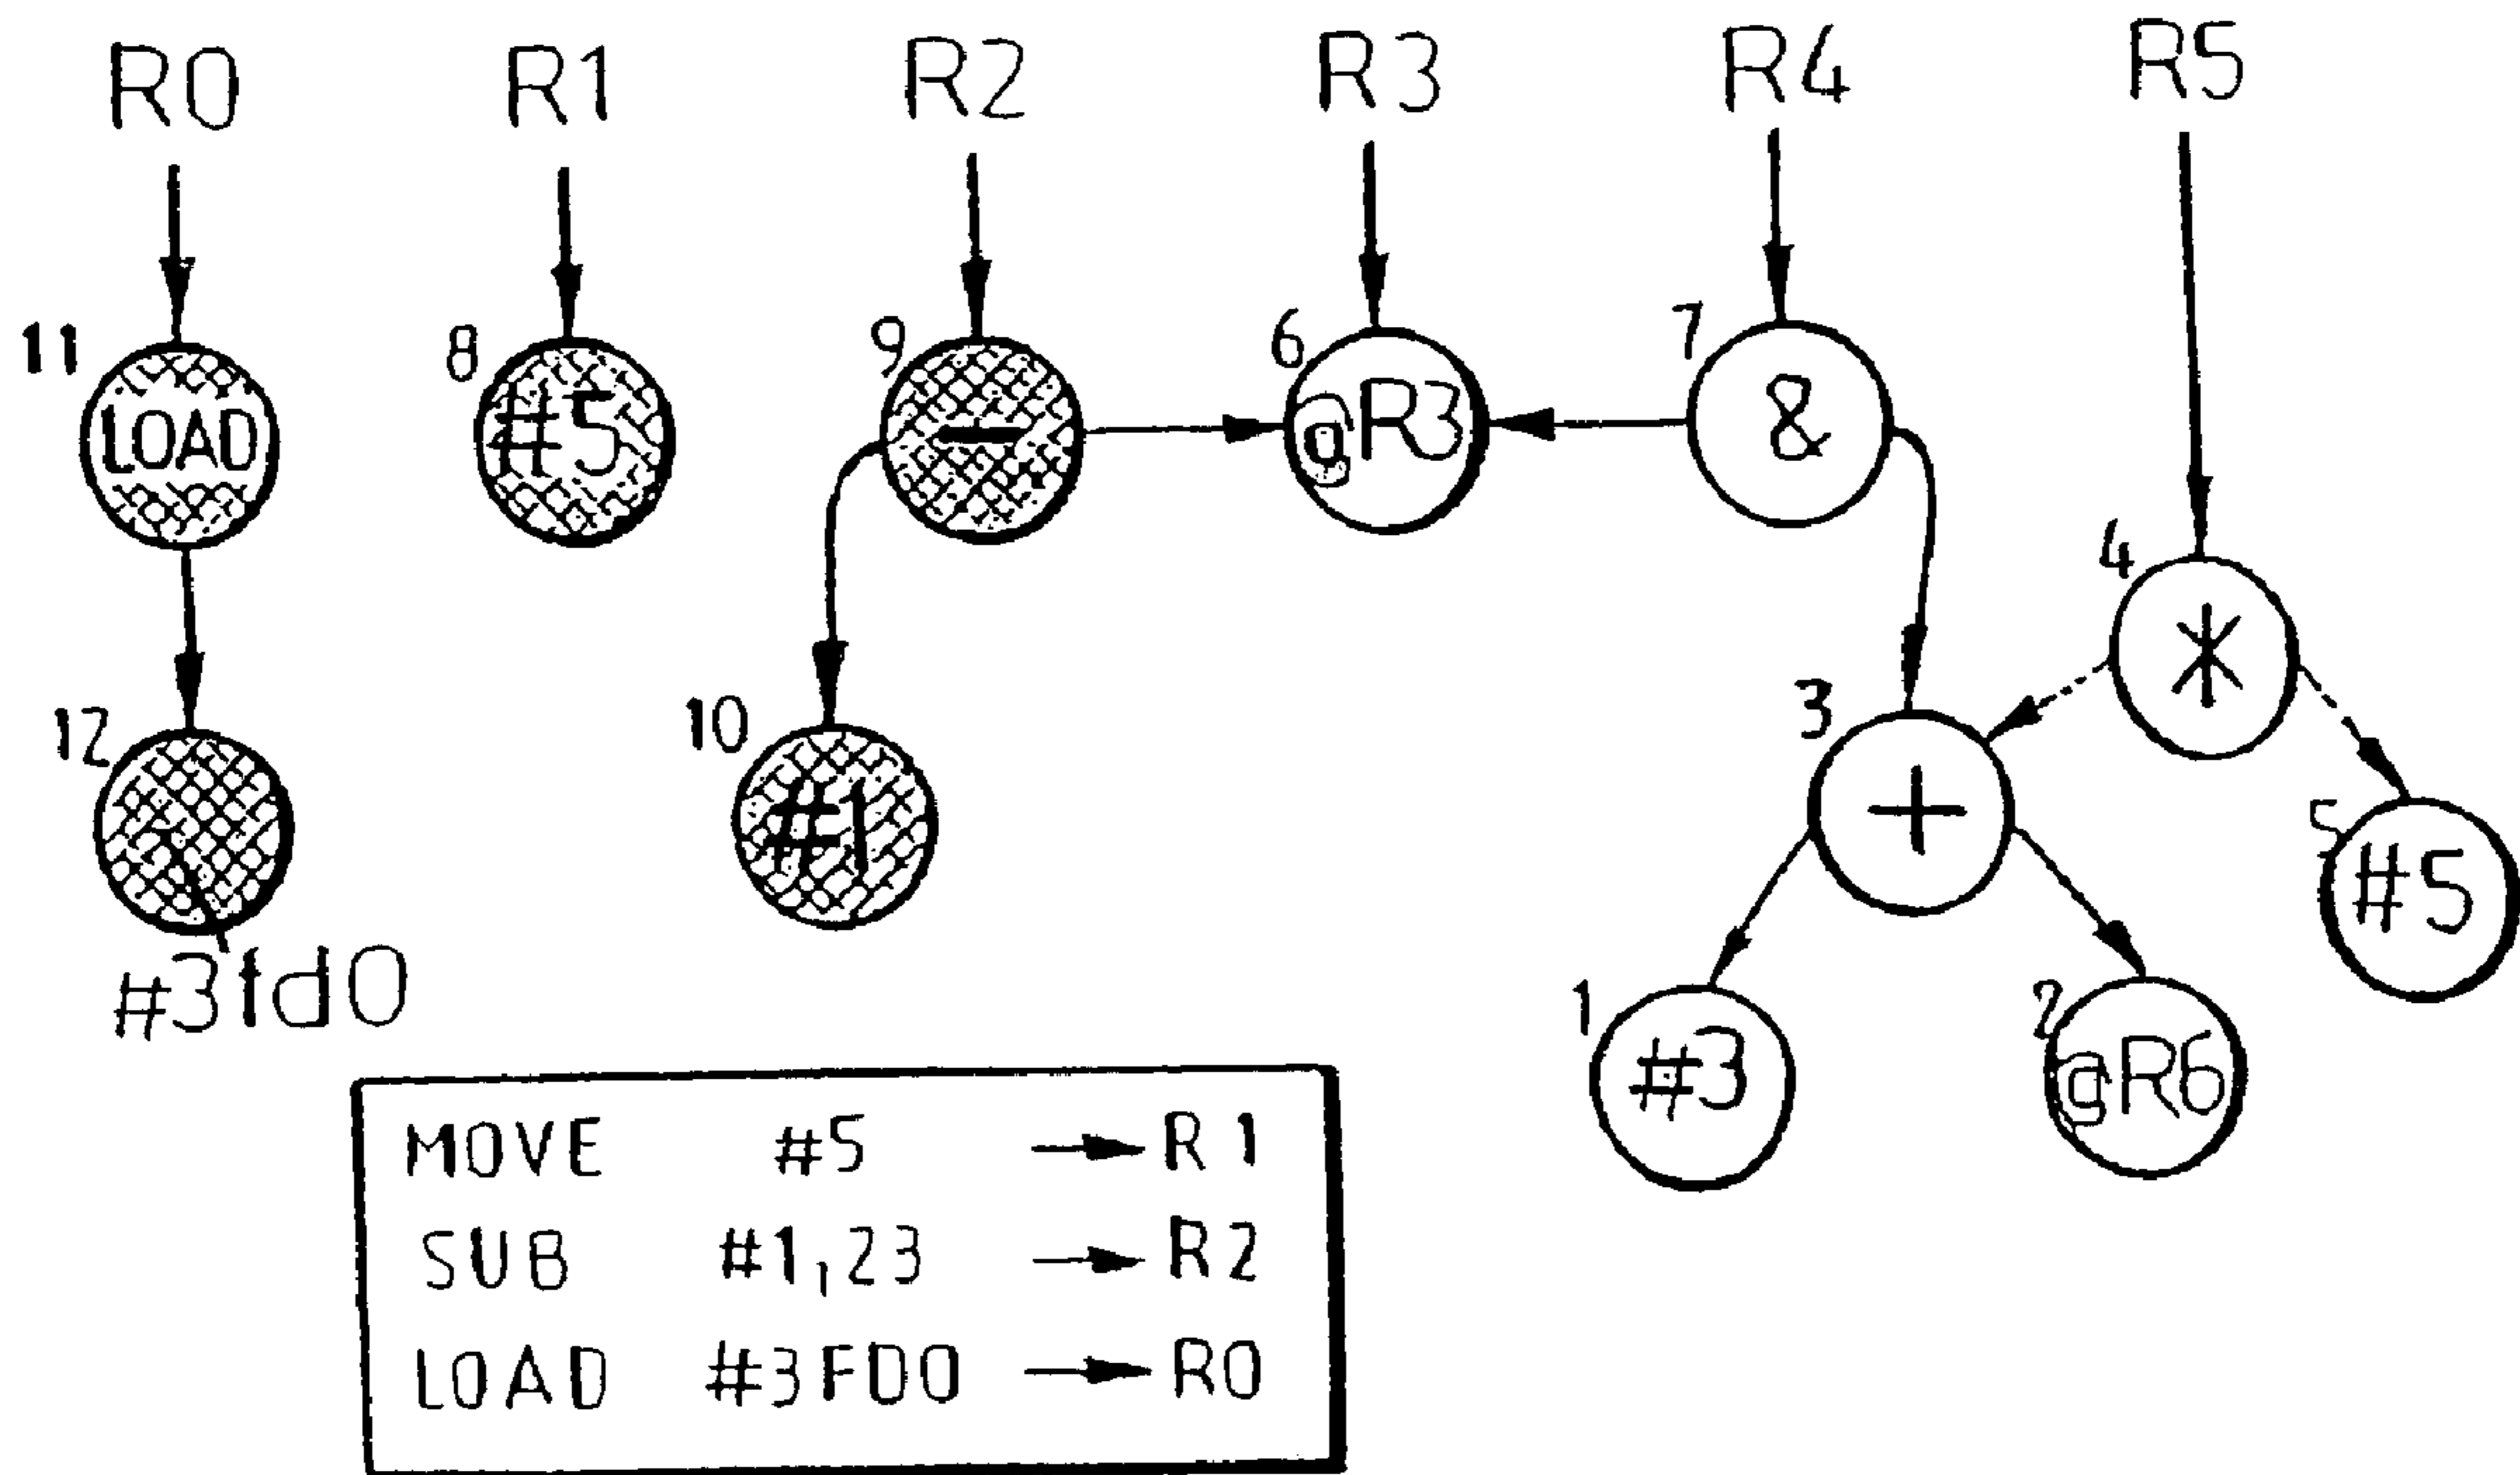 R0 R1 R2 R3 R4 R5
11 8 9 6 7
LOAD #5 − @R3 &
4
*
12 10 3 5
#1 + #5
#3fd0
1 2
#3 @R6
MOVE #5 → R1
SUB #1,23 → R2
LOAD #3FD0 → R0